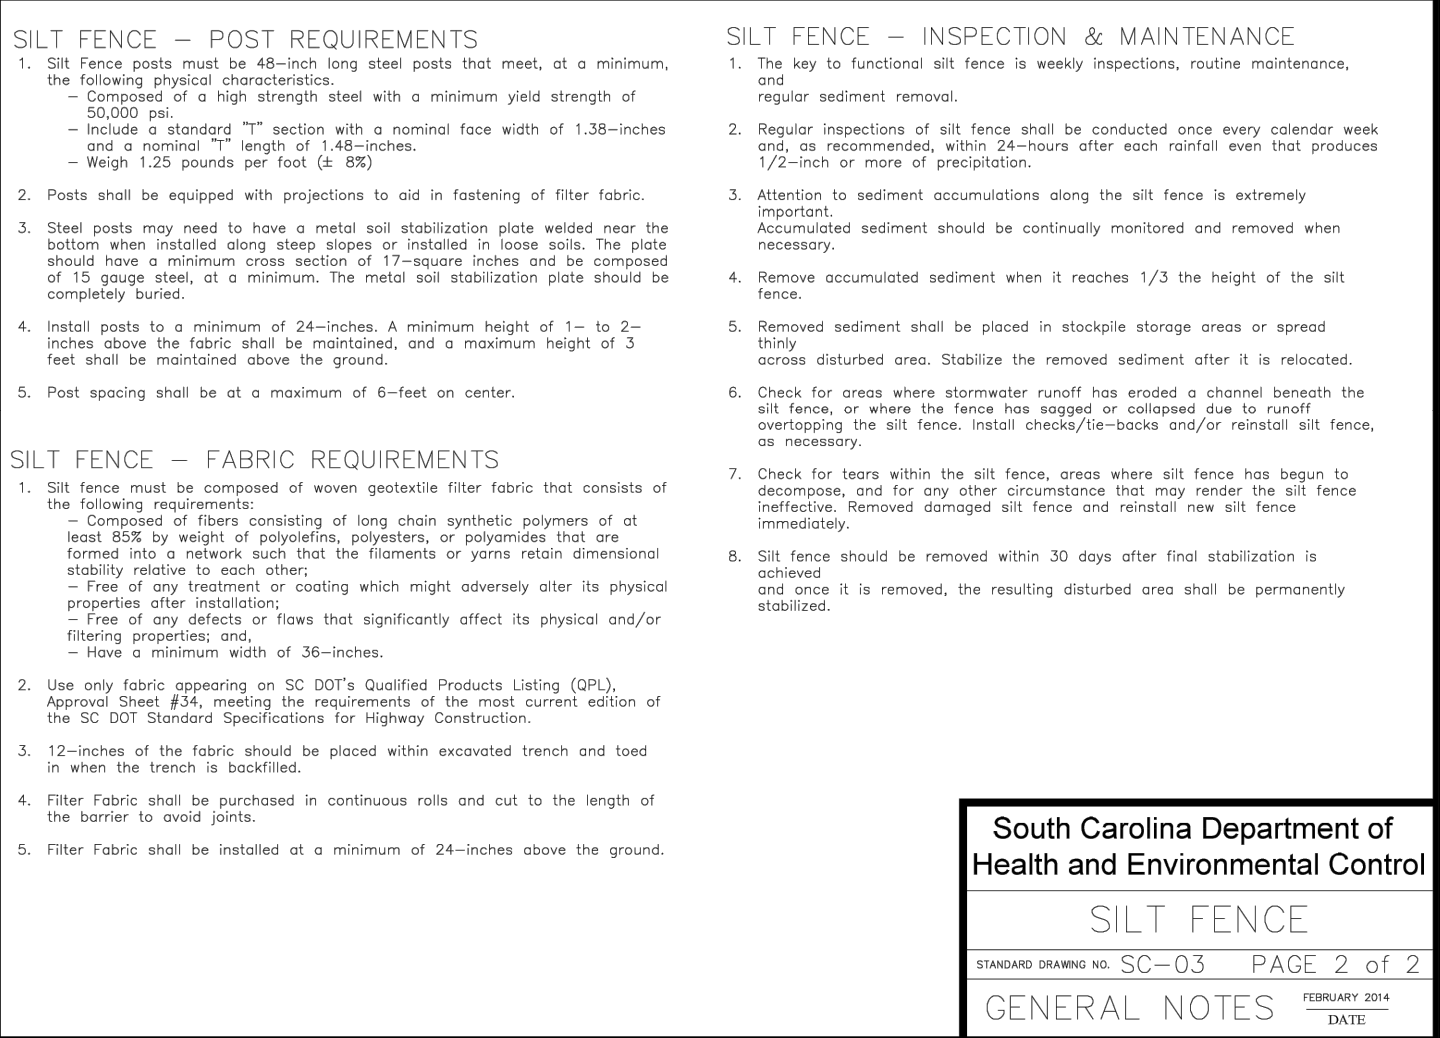 SILT FENCE – POST REQUIREMENTS
1. Silt Fence posts must be 48–inch long steel posts that meet, at a minimum,
the following physical characteristics.
– Composed of a high strength steel with a minimum yield strength of
50,000 psi.
– Include a standard "T" section with a nominal face width of 1.38–inches
and a nominal "T" length of 1.48–inches.
– Weigh 1.25 pounds per foot (± 8%)
2. Posts shall be equipped with projections to aid in fastening of filter fabric.
3. Steel posts may need to have a metal soil stabilization plate welded near the
bottom when installed along steep slopes or installed in loose soils. The plate
should have a minimum cross section of 17–square inches and be composed
of 15 gauge steel, at a minimum. The metal soil stabilization plate should be
completely buried.
4. Install posts to a minimum of 24–inches. A minimum height of 1– to 2–
inches above the fabric shall be maintained, and a maximum height of 3
feet shall be maintained above the ground.
5. Post spacing shall be at a maximum of 6–feet on center.
SILT FENCE – FABRIC REQUIREMENTS
1. Silt fence must be composed of woven geotextile filter fabric that consists of
the following requirements:
– Composed of fibers consisting of long chain synthetic polymers of at
least 85% by weight of polyolefins, polyesters, or polyamides that are
formed into a network such that the filaments or yarns retain dimensional
stability relative to each other;
– Free of any treatment or coating which might adversely alter its physical
properties after installation;
– Free of any defects or flaws that significantly affect its physical and/or
filtering properties; and,
– Have a minimum width of 36–inches.
2. Use only fabric appearing on SC DOT's Qualified Products Listing (QPL),
Approval Sheet #34, meeting the requirements of the most current edition of
the SC DOT Standard Specifications for Highway Construction.
3. 12–inches of the fabric should be placed within excavated trench and toed
in when the trench is backfilled.
4. Filter Fabric shall be purchased in continuous rolls and cut to the length of
the barrier to avoid joints.
5. Filter Fabric shall be installed at a minimum of 24–inches above the ground.
SILT FENCE – INSPECTION & MAINTENANCE
1. The key to functional silt fence is weekly inspections, routine maintenance,
and
regular sediment removal.
2. Regular inspections of silt fence shall be conducted once every calendar week
and, as recommended, within 24–hours after each rainfall even that produces
1/2–inch or more of precipitation.
3. Attention to sediment accumulations along the silt fence is extremely
important.
Accumulated sediment should be continually monitored and removed when
necessary.
4. Remove accumulated sediment when it reaches 1/3 the height of the silt
fence.
5. Removed sediment shall be placed in stockpile storage areas or spread
thinly
across disturbed area. Stabilize the removed sediment after it is relocated.
6. Check for areas where stormwater runoff has eroded a channel beneath the
silt fence, or where the fence has sagged or collapsed due to runoff
overtopping the silt fence. Install checks/tie–backs and/or reinstall silt fence,
as necessary.
7. Check for tears within the silt fence, areas where silt fence has begun to
decompose, and for any other circumstance that may render the silt fence
ineffective. Removed damaged silt fence and reinstall new silt fence
immediately.
8. Silt fence should be removed within 30 days after final stabilization is
achieved
and once it is removed, the resulting disturbed area shall be permanently
stabilized.
South Carolina Department of
Health and Environmental Control
SILT FENCE
STANDARD DRAWING NO. SC–03 PAGE 2 of 2
GENERAL NOTES FEBRUARY 2014
DATE